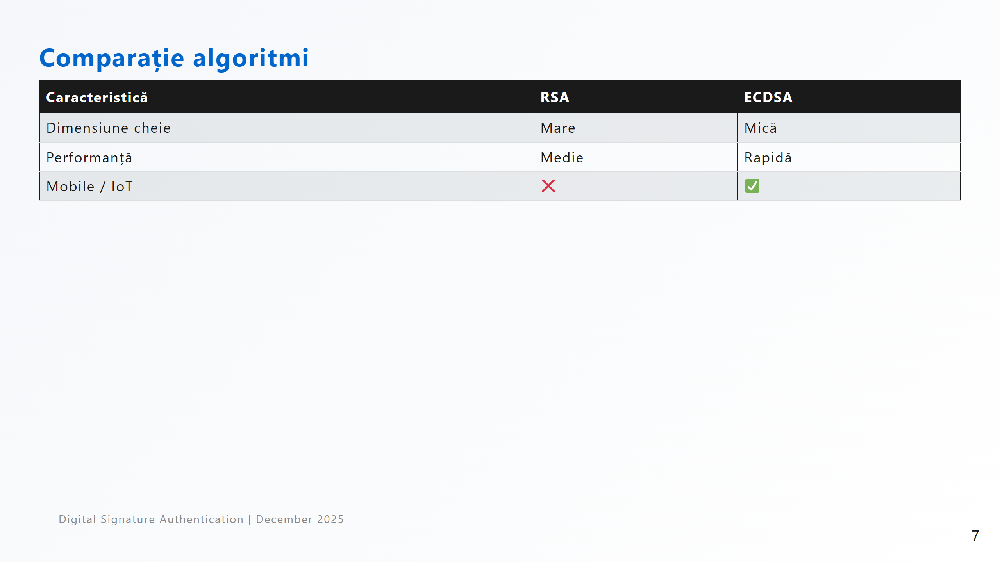 Comparație algoritmi
Caracteristică RSA ECDSA
Dimensiune cheie Mare Mică
Performanță Medie Rapidă
Mobile / IoT ❌ ✅
Digital Signature Authentication | December 2025
7